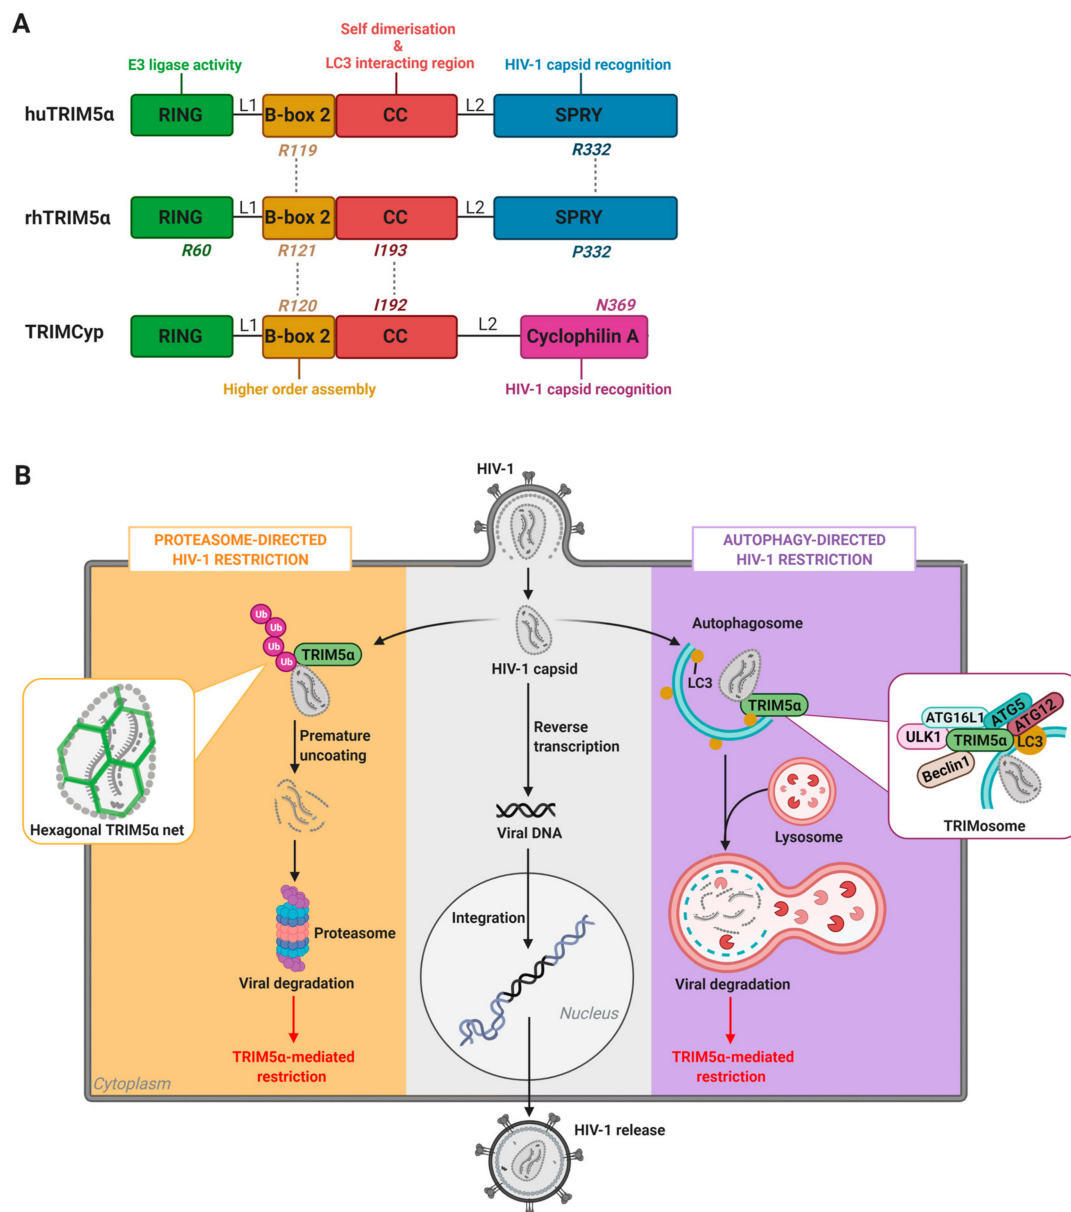 A
Self dimerisation
&
LC3 interacting region
E3 ligase activity
HIV-1 capsid recognition
huTRIM5α
RING
L1
B-box 2
CC
L2
SPRY
R119
R332
rhTRIM5α
RING
L1
B-box 2
CC
L2
SPRY
R60
R121
I193
P332
R120
I192
N369
TRIMCyp
RING
L1
B-box 2
CC
L2
Cyclophilin A
Higher order assembly
HIV-1 capsid recognition
B
HIV-1
PROTEASOME-DIRECTED
HIV-1 RESTRICTION
AUTOPHAGY-DIRECTED
HIV-1 RESTRICTION
Ub
Ub
Ub
Ub
TRIM5α
HIV-1 capsid
Autophagosome
LC3
TRIM5α
Hexagonal TRIM5α net
Premature
uncoating
Reverse
transcription
ATG16L1
ATG5
ATG12
ULK1
TRIM5α
LC3
Beclin1
TRIMosome
Viral DNA
Lysosome
Proteasome
Integration
Nucleus
Viral degradation
Viral degradation
TRIM5α-mediated
restriction
TRIM5α-mediated
restriction
Cytoplasm
HIV-1 release